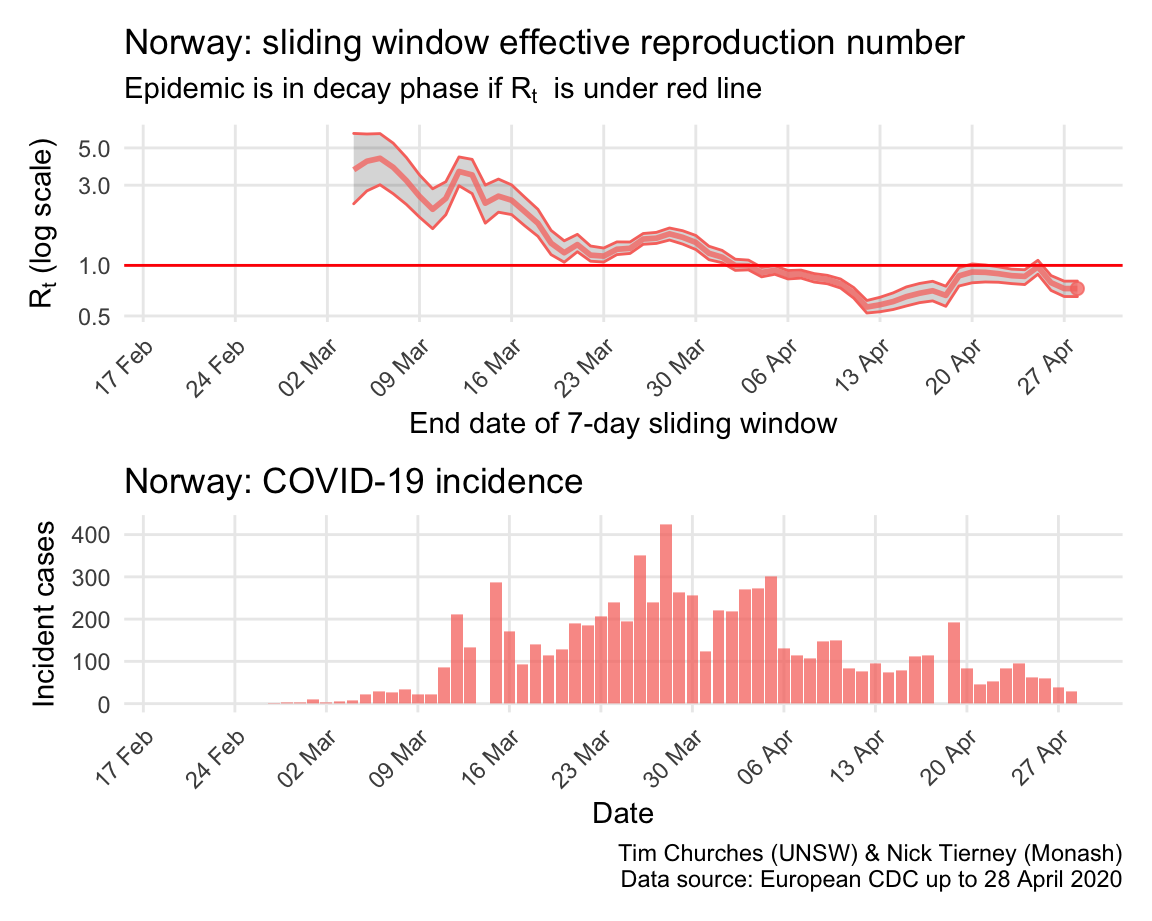 Norway: sliding window effective reproduction number
Epidemic is in decay phase if Rt is under red line
Rt (log scale)
5.0
3.0
1.0
0.5
17 Feb
24 Feb
02 Mar
09 Mar
16 Mar
23 Mar
30 Mar
06 Apr
13 Apr
20 Apr
27 Apr
End date of 7-day sliding window
Norway: COVID-19 incidence
Incident cases
400
300
200
100
0
17 Feb
24 Feb
02 Mar
09 Mar
16 Mar
23 Mar
30 Mar
06 Apr
13 Apr
20 Apr
27 Apr
Date
Tim Churches (UNSW) & Nick Tierney (Monash)
Data source: European CDC up to 28 April 2020